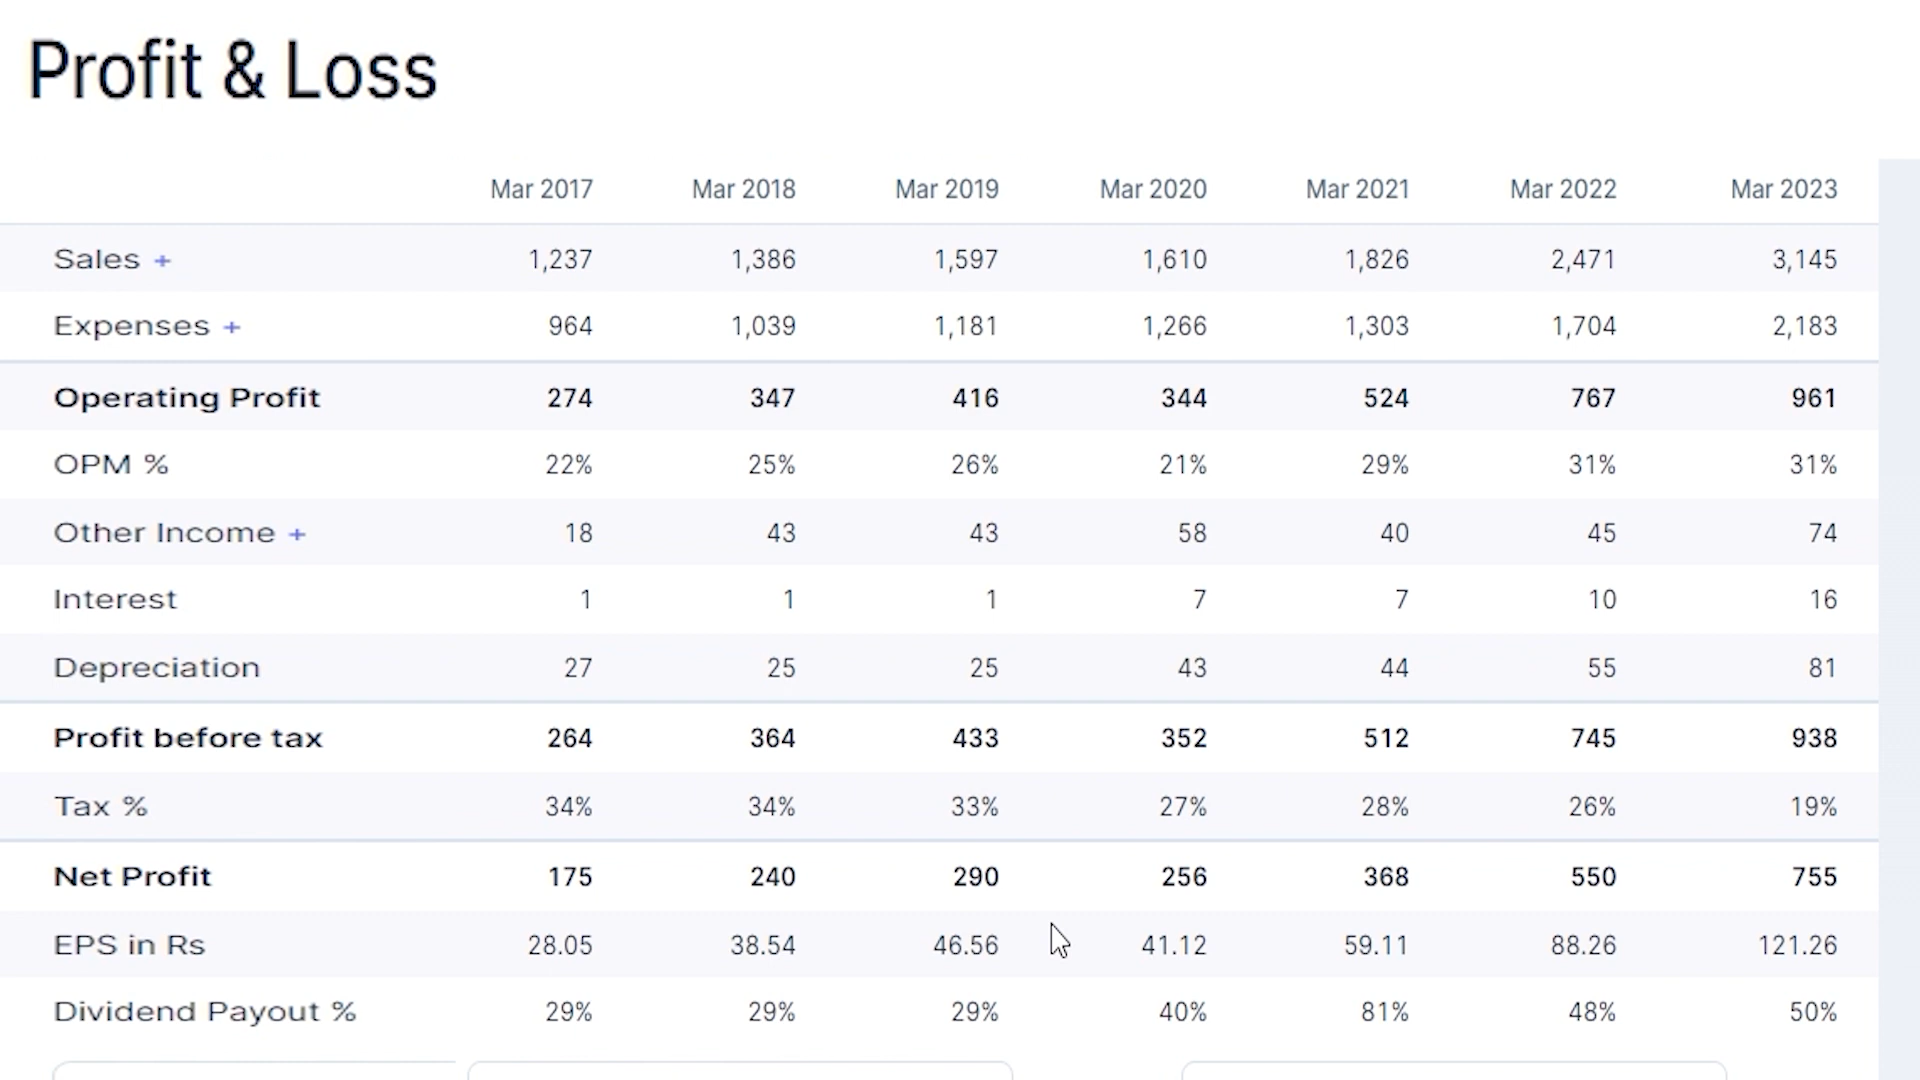 Profit & Loss
Mar 2017 Mar 2018 Mar 2019 Mar 2020 Mar 2021 Mar 2022 Mar 2023
Sales + 1,237 1,386 1,597 1,610 1,826 2,471 3,145
Expenses + 964 1,039 1,181 1,266 1,303 1,704 2,183
Operating Profit 274 347 416 344 524 767 961
OPM % 22% 25% 26% 21% 29% 31% 31%
Other Income + 18 43 43 58 40 45 74
Interest 1 1 1 7 7 10 16
Depreciation 27 25 25 43 44 55 81
Profit before tax 264 364 433 352 512 745 938
Tax % 34% 34% 33% 27% 28% 26% 19%
Net Profit 175 240 290 256 368 550 755
EPS in Rs 28.05 38.54 46.56 41.12 59.11 88.26 121.26
Dividend Payout % 29% 29% 29% 40% 81% 48% 50%